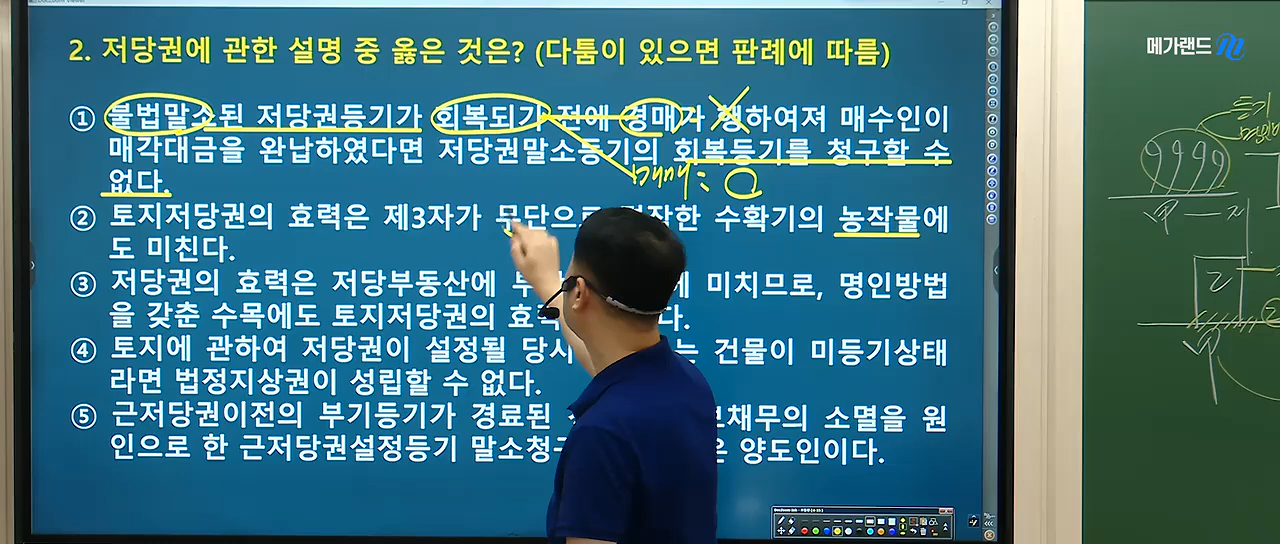 2. 저당권에 관한 설명 중 옳은 것은? (다툼이 있으면 판례에 따름)
① 불법말소된 저당권등기가 회복되기 전에 경매가 행하여져 매수인이
매각대금을 완납하였다면 저당권말소등기의 회복등기를 청구할 수
없다.
매매: O
② 토지저당권의 효력은 제3자가 무단으로 한 수확기의 농작물에
도 미친다.
③ 저당권의 효력은 저당부동산에 미치므로, 명인방법
을 갖춘 수목에도 토지저당권의 다.
④ 토지에 관하여 저당권이 설정될 당시 는 건물이 미등기상태
라면 법정지상권이 성립할 수 없다.
⑤ 근저당권이전의 부기등기가 경료된 채무의 소멸을 원
인으로 한 근저당권설정등기 말소청 양도인이다.
메가랜드
등기
甲
乙